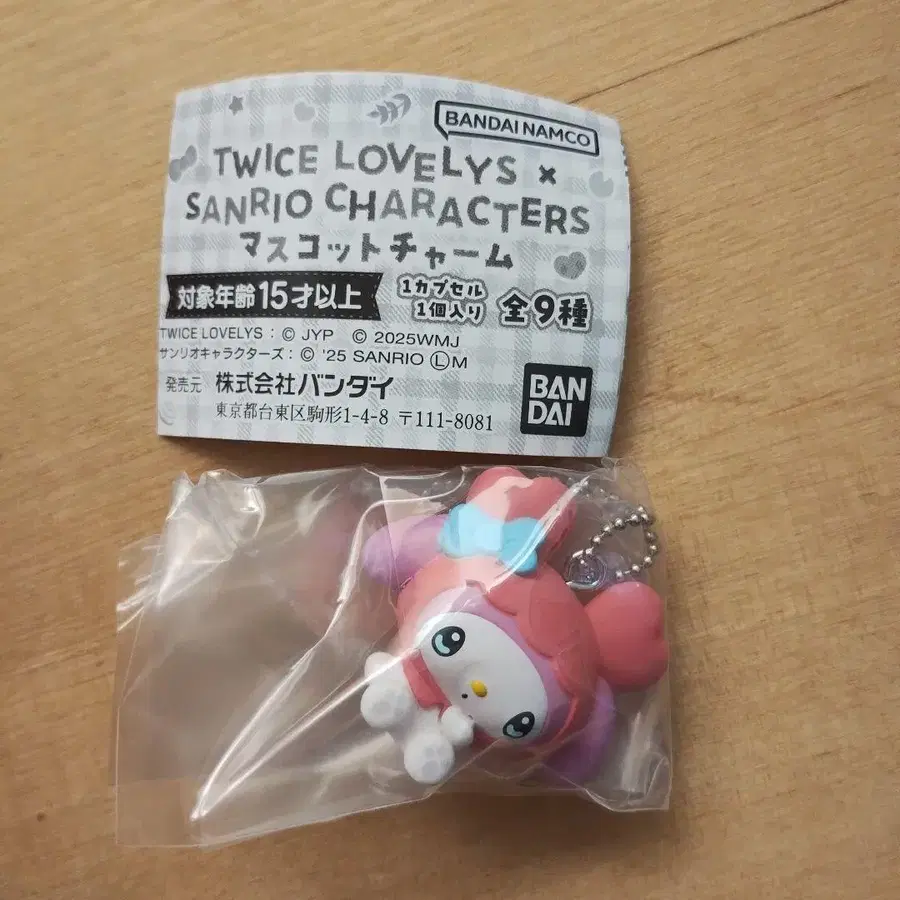 BANDAI NAMCO
TWICE LOVELYS ×
SANRIO CHARACTERS
マスコットチャーム
対象年齢15才以上
1カプセル
1個入り
全9種
TWICE LOVELYS : © JYP © 2025WMJ
サンリオキャラクターズ : © '25 SANRIO Ⓛ M
発売元 株式会社バンダイ
東京都台東区駒形1-4-8 〒111-8081
BAN
DAI